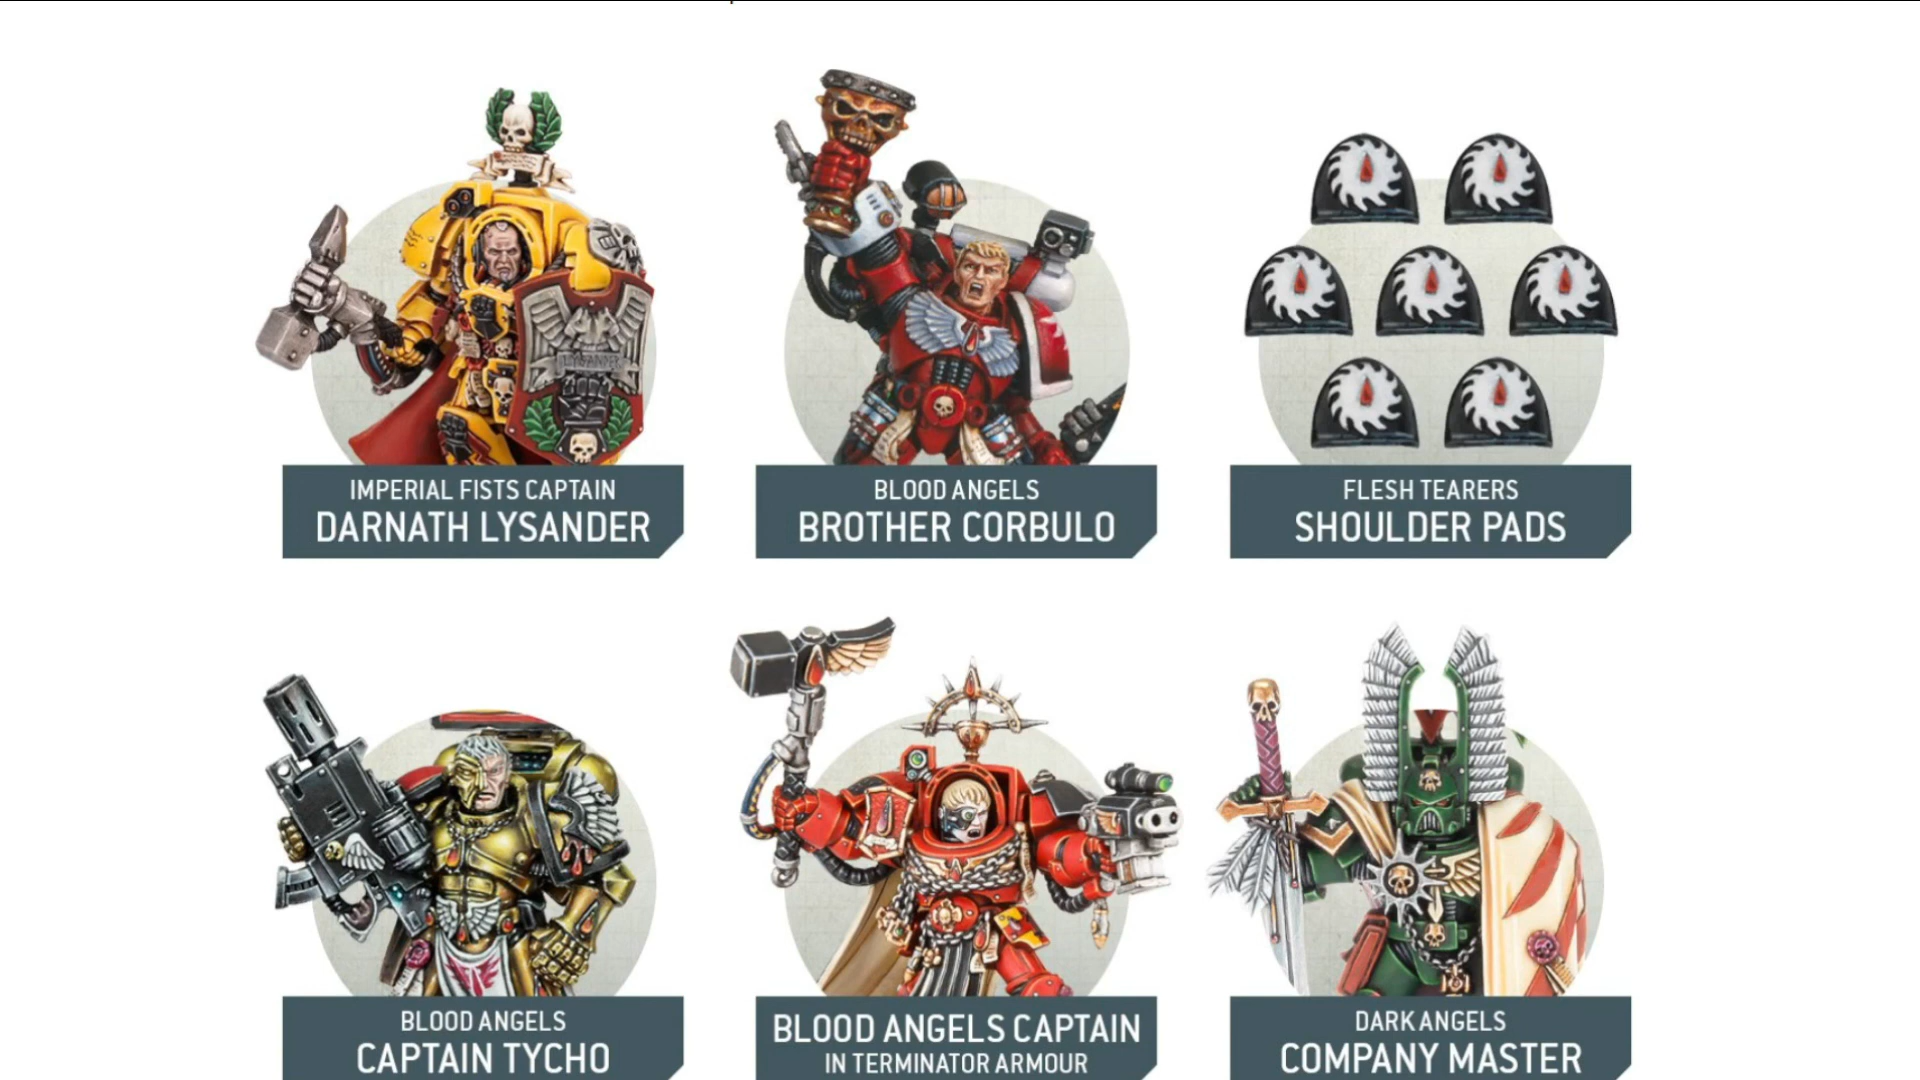 IMPERIAL FISTS CAPTAIN
DARNATH LYSANDER
BLOOD ANGELS
BROTHER CORBULO
FLESH TEARERS
SHOULDER PADS
LYSANDER
BLOOD ANGELS
CAPTAIN TYCHO
BLOOD ANGELS CAPTAIN
IN TERMINATOR ARMOUR
DARK ANGELS
COMPANY MASTER